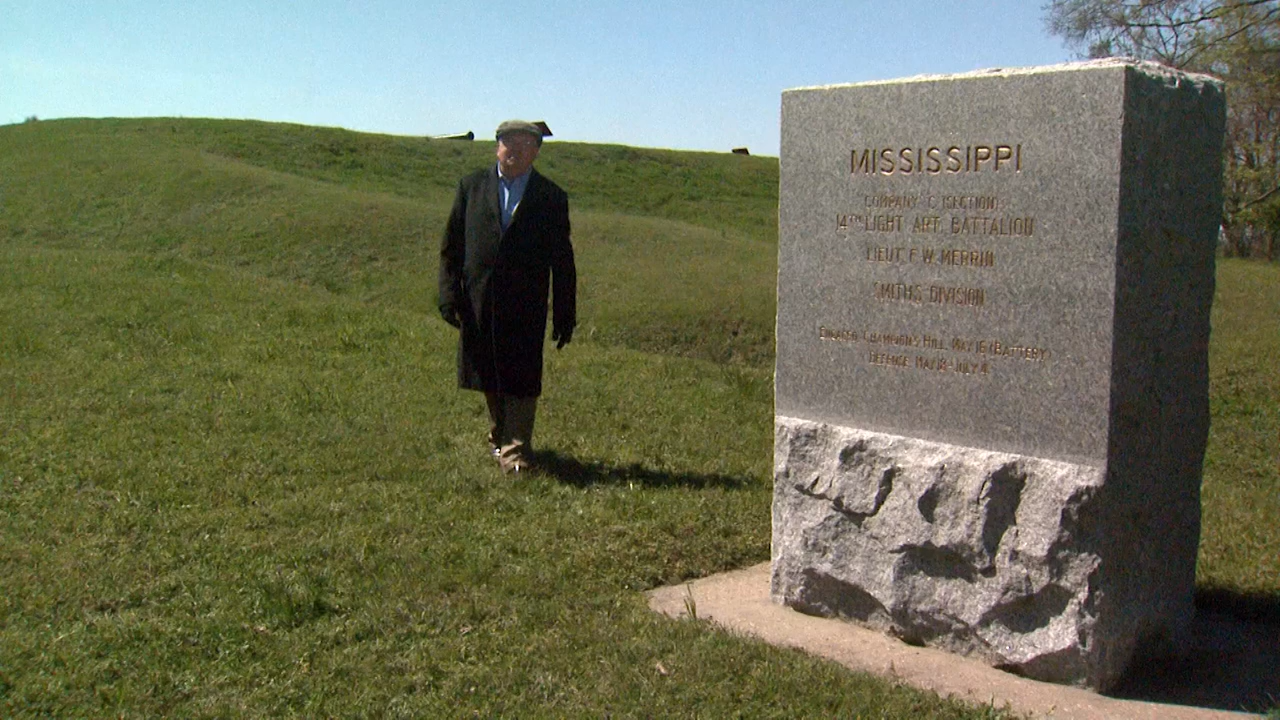 MISSISSIPPI
COMPANY C (SECTION),
14TH LIGHT ART. BATTALION
LIEUT. F. W. MERRIN
SMITH'S DIVISION
ENGAGED: CHAMPION'S HILL, MAY 16 (BATTERY)
DEFENSE, MAY 18-JULY 4.